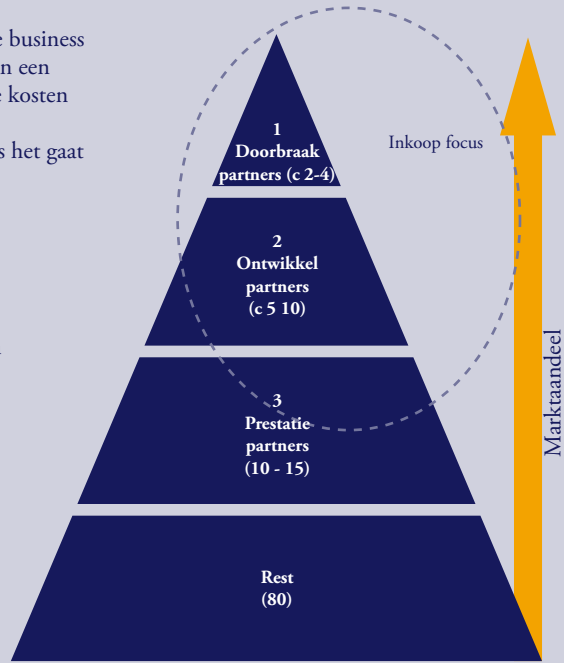 e business
n een
e kosten
s het gaat
1
Doorbraak
partners (c 2-4)
Inkoop focus
2
Ontwikkel
partners
(c 5 10)
3
Prestatie
partners
(10 - 15)
Marktaandeel
Rest
(80)